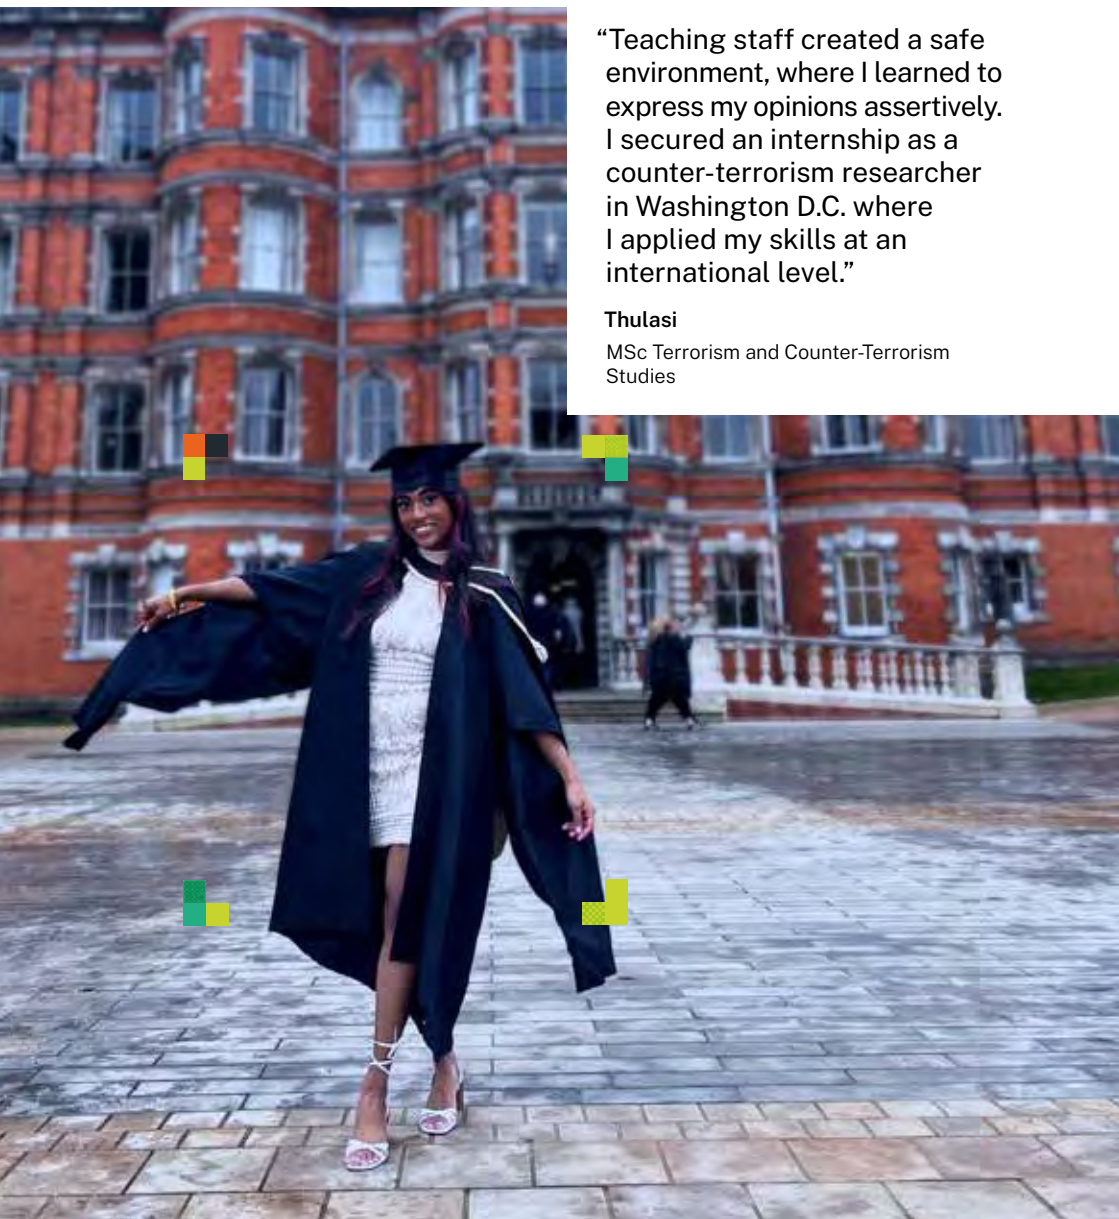 “Teaching staff created a safe
environment, where I learned to
express my opinions assertively.
I secured an internship as a
counter-terrorism researcher
in Washington D.C. where
I applied my skills at an
international level.”
Thulasi
MSc Terrorism and Counter-Terrorism
Studies